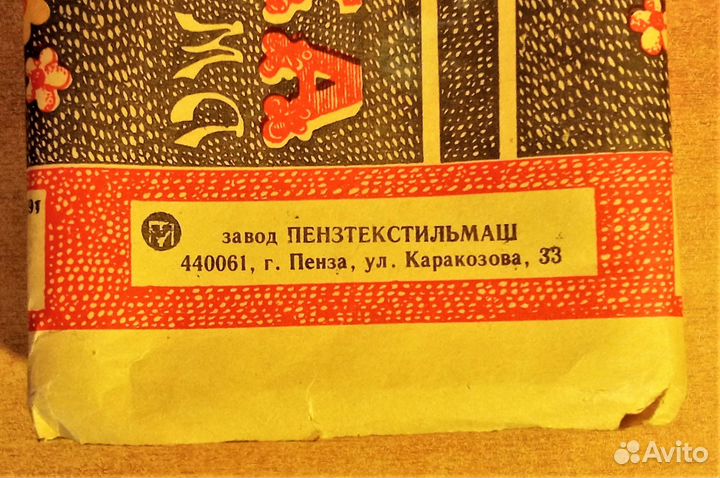 А
завод ПЕНЗТЕКСТИЛЬМАШ
440061, г. Пенза, ул. Каракозова, 33
Avito